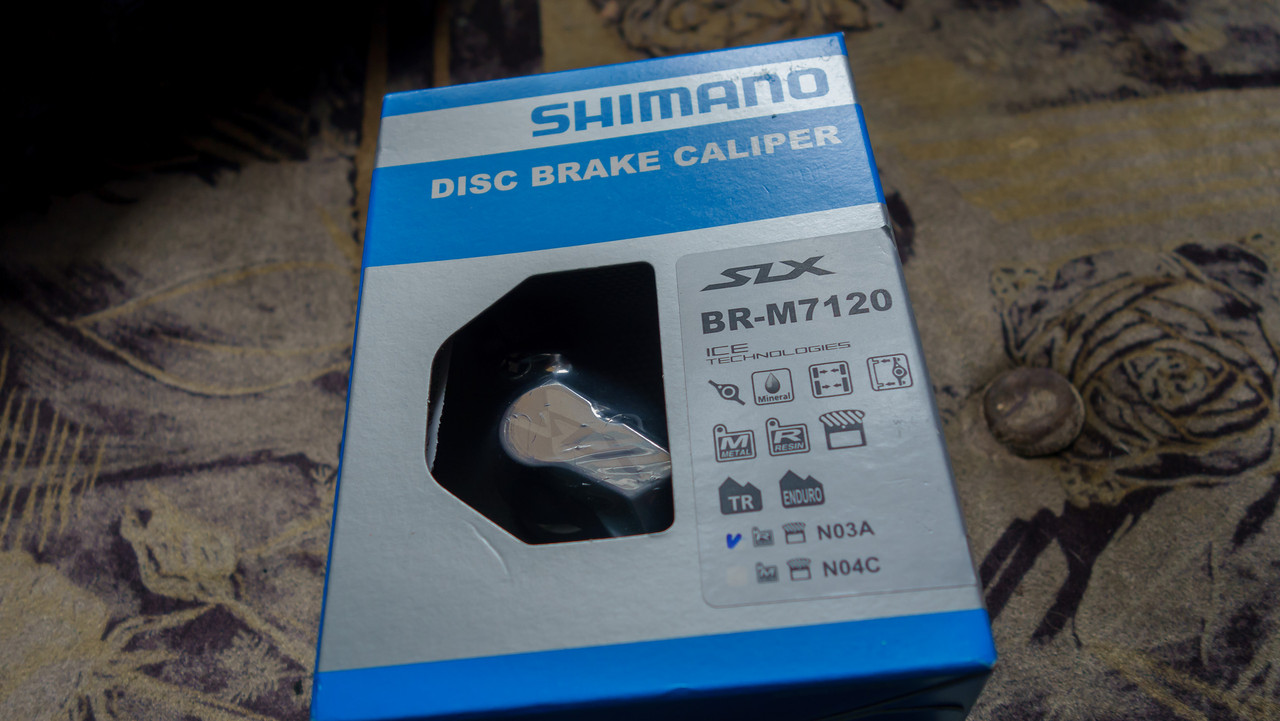 SHIMANO
DISC BRAKE CALIPER
SLX
BR-M7120
ICE
TECHNOLOGIES
Mineral
M METAL R RESIN
TR ENDURO
R N03A
M N04C